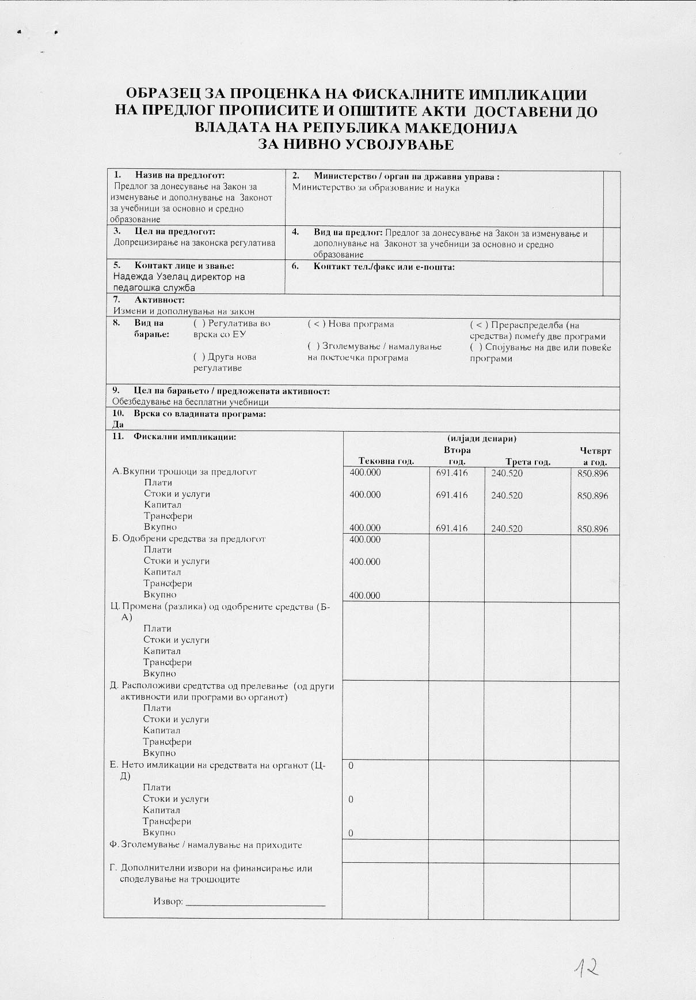 ОБРАЗЕЦ ЗА ПРОЦЕНКА НА ФИСКАЛНИТЕ ИМПЛИКАЦИИ
НА ПРЕДЛОГ ПРОПИСИТЕ И ОПШТИТЕ АКТИ ДОСТАВЕНИ ДО
ВЛАДАТА НА РЕПУБЛИКА МАКЕДОНИЈА
ЗА НИВНО УСВОЈУВАЊЕ
1. Назив на предлогот:
Предлог за донесување на Закон за
изменување и дополнување на Законот
за учебници за основно и средно
образование
2. Министерство / орган на државна управа :
Министерство за образование и наука
3. Цел на предлогот:
Допрецизирање на законска регулатива
4. Вид на предлог: Предлог за донесување на Закон за изменување и
дополнување на Законот за учебници за основно и средно
образование
5. Контакт лице и звање:
Надежда Узелац директор на
педагошка служба
6. Контакт тел./факс или е-пошта:
7. Активност:
Измени и дополнувања на закон
8. Вид на
барање:
( ) Регулатива во
врска со ЕУ
( ) Друга нова
регулативе
( < ) Нова програма
( ) Зголемување / намалување
на постоечка програма
( < ) Прераспределба (на
средства) помеѓу две програми
( ) Спојување на две или повеќе
програми
9. Цел на барањето / предложената активност:
Обезбедување на бесплатни учебници
10. Врска со владината програма:
Да
11. Фискални импликации:
(илјади денари)
Тековна год. Втора год. Трета год. Четврта год.
А.Вкупни трошоци за предлогот 400.000 691.416 240.520 850.896
Плати
Стоки и услуги 400.000 691.416 240.520 850.896
Капитал
Трансфери
Вкупно 400.000 691.416 240.520 850.896
Б. Одобрени средства за предлогот 400.000
Плати
Стоки и услуги 400.000
Капитал
Трансфери
Вкупно 400.000
Ц. Промена (разлика) од одобрените средства (Б-
А)
Плати
Стоки и услуги
Капитал
Трансфери
Вкупно
Д. Расположиви средтства од прелевање (од други
активности или програми во органот)
Плати
Стоки и услуги
Капитал
Трансфери
Вкупно
Е. Нето имликации на средствата на органот (Ц- 0
Д)
Плати
Стоки и услуги 0
Капитал
Трансфери
Вкупно 0
Ф. Зголемување / намалување на приходите
Г. Дополнителни извори на финансирање или
споделување на трошоците
Извор: ____________________
12